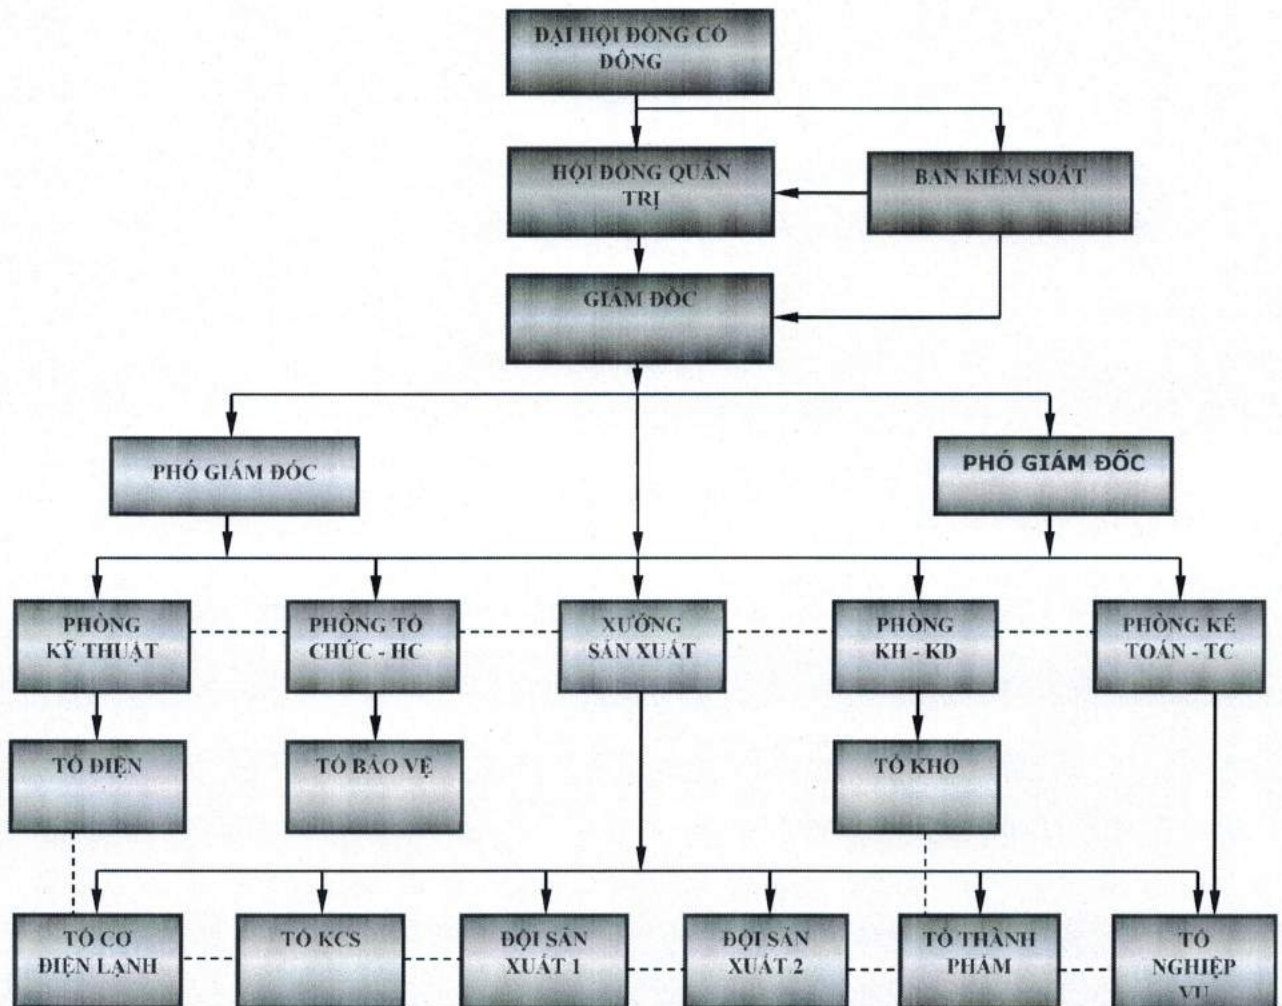 ĐẠI HỘI ĐỒNG CỔ
ĐÔNG
HỘI ĐỒNG QUẢN
TRỊ
BAN KIỂM SOÁT
GIÁM ĐỐC
PHÓ GIÁM ĐỐC
PHÓ GIÁM ĐỐC
PHÒNG
KỸ THUẬT
PHÒNG TỔ
CHỨC - HC
XƯỞNG
SẢN XUẤT
PHÒNG
KH - KD
PHÒNG KẾ
TOÁN - TC
TỔ ĐIỆN
TỔ BẢO VỆ
TỔ KHO
TỔ CƠ
ĐIỆN LẠNH
TỔ KCS
ĐỘI SẢN
XUẤT 1
ĐỘI SẢN
XUẤT 2
TỔ THÀNH
PHẨM
TỔ
NGHIỆP
VỤ